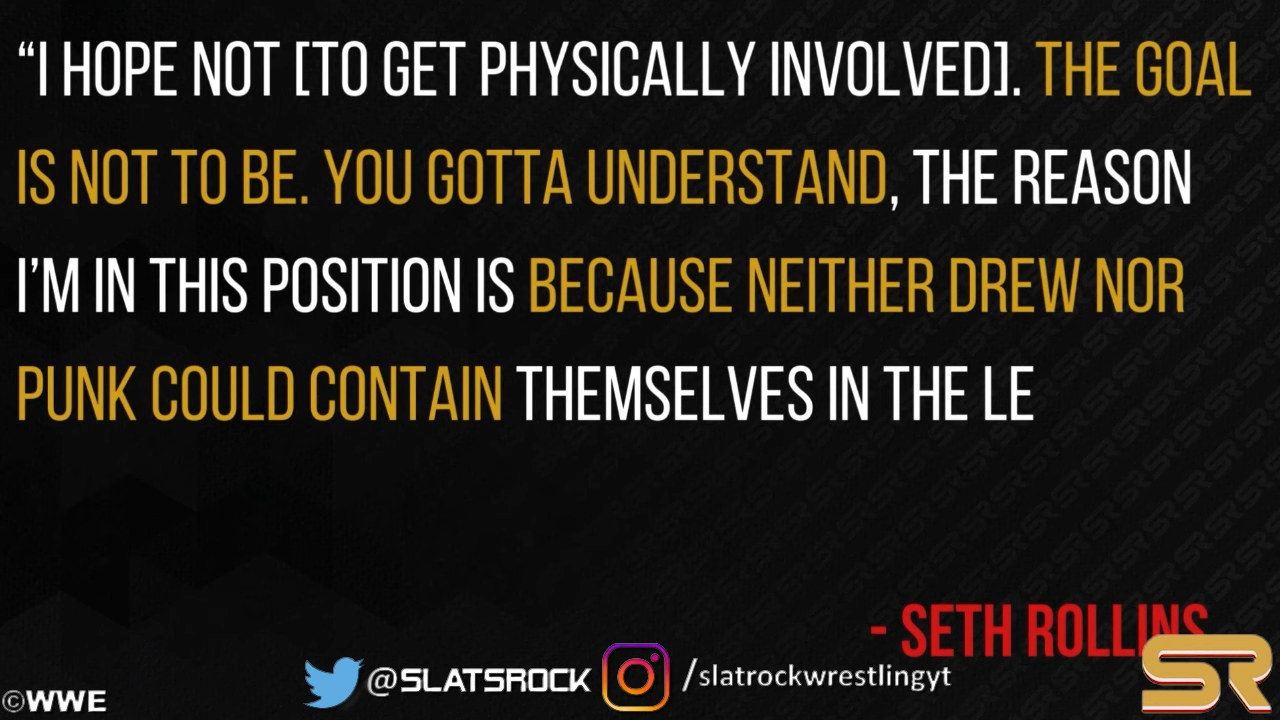 “I HOPE NOT [TO GET PHYSICALLY INVOLVED]. THE GOAL
IS NOT TO BE. YOU GOTTA UNDERSTAND, THE REASON
I’M IN THIS POSITION IS BECAUSE NEITHER DREW NOR
PUNK COULD CONTAIN THEMSELVES IN THE LE
- SETH ROLLINS
SR
@SLATSROCK /slatrockwrestlingyt
©WWE